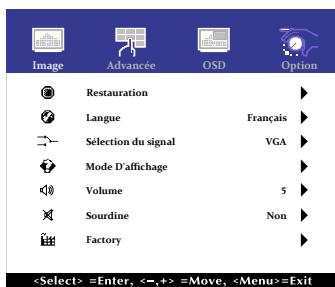 Image Advancée OSD Option
Restauration
Langue Français
Sélection du signal VGA
Mode D'affichage
Volume 5
Sourdine Non
Factory
<Select> =Enter, <−,+> =Move, <Menu>=Exit